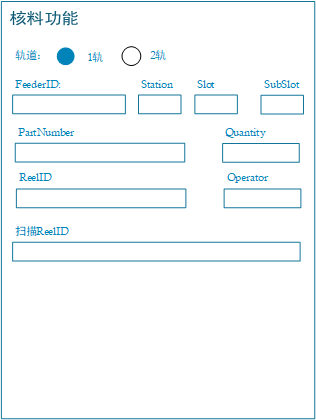 核料功能
轨道： 1轨 2轨
FeederID: Station Slot SubSlot
PartNumber Quantity
ReelID Operator
扫描ReelID